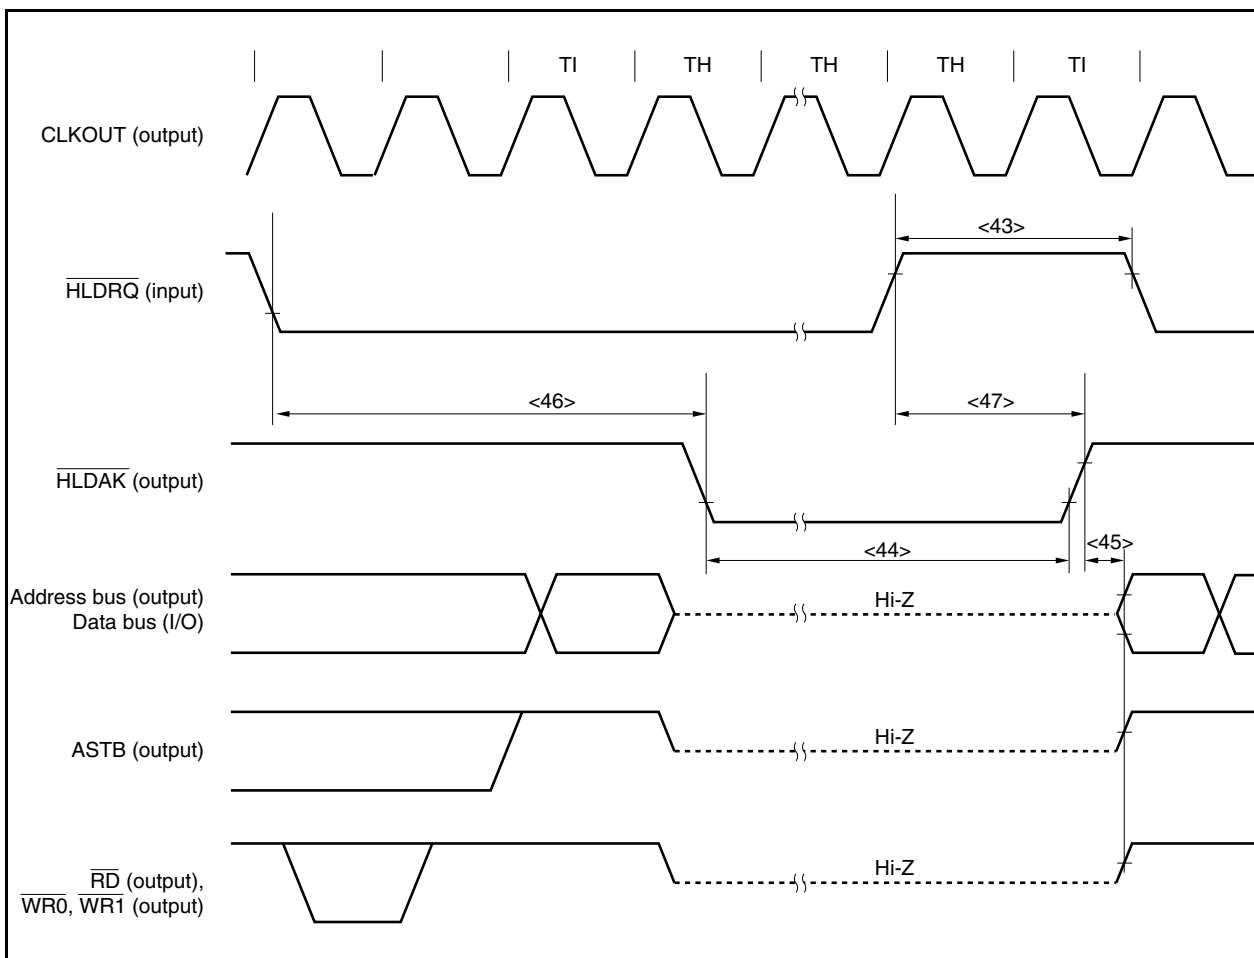 TI TH TH TH TI
CLKOUT (output)
<43>
HLDRQ (input)
<46> <47>
HLDAK (output)
<44> <45>
Address bus (output)
Data bus (I/O)
Hi-Z
ASTB (output)
Hi-Z
RD (output),
WR0, WR1 (output)
Hi-Z